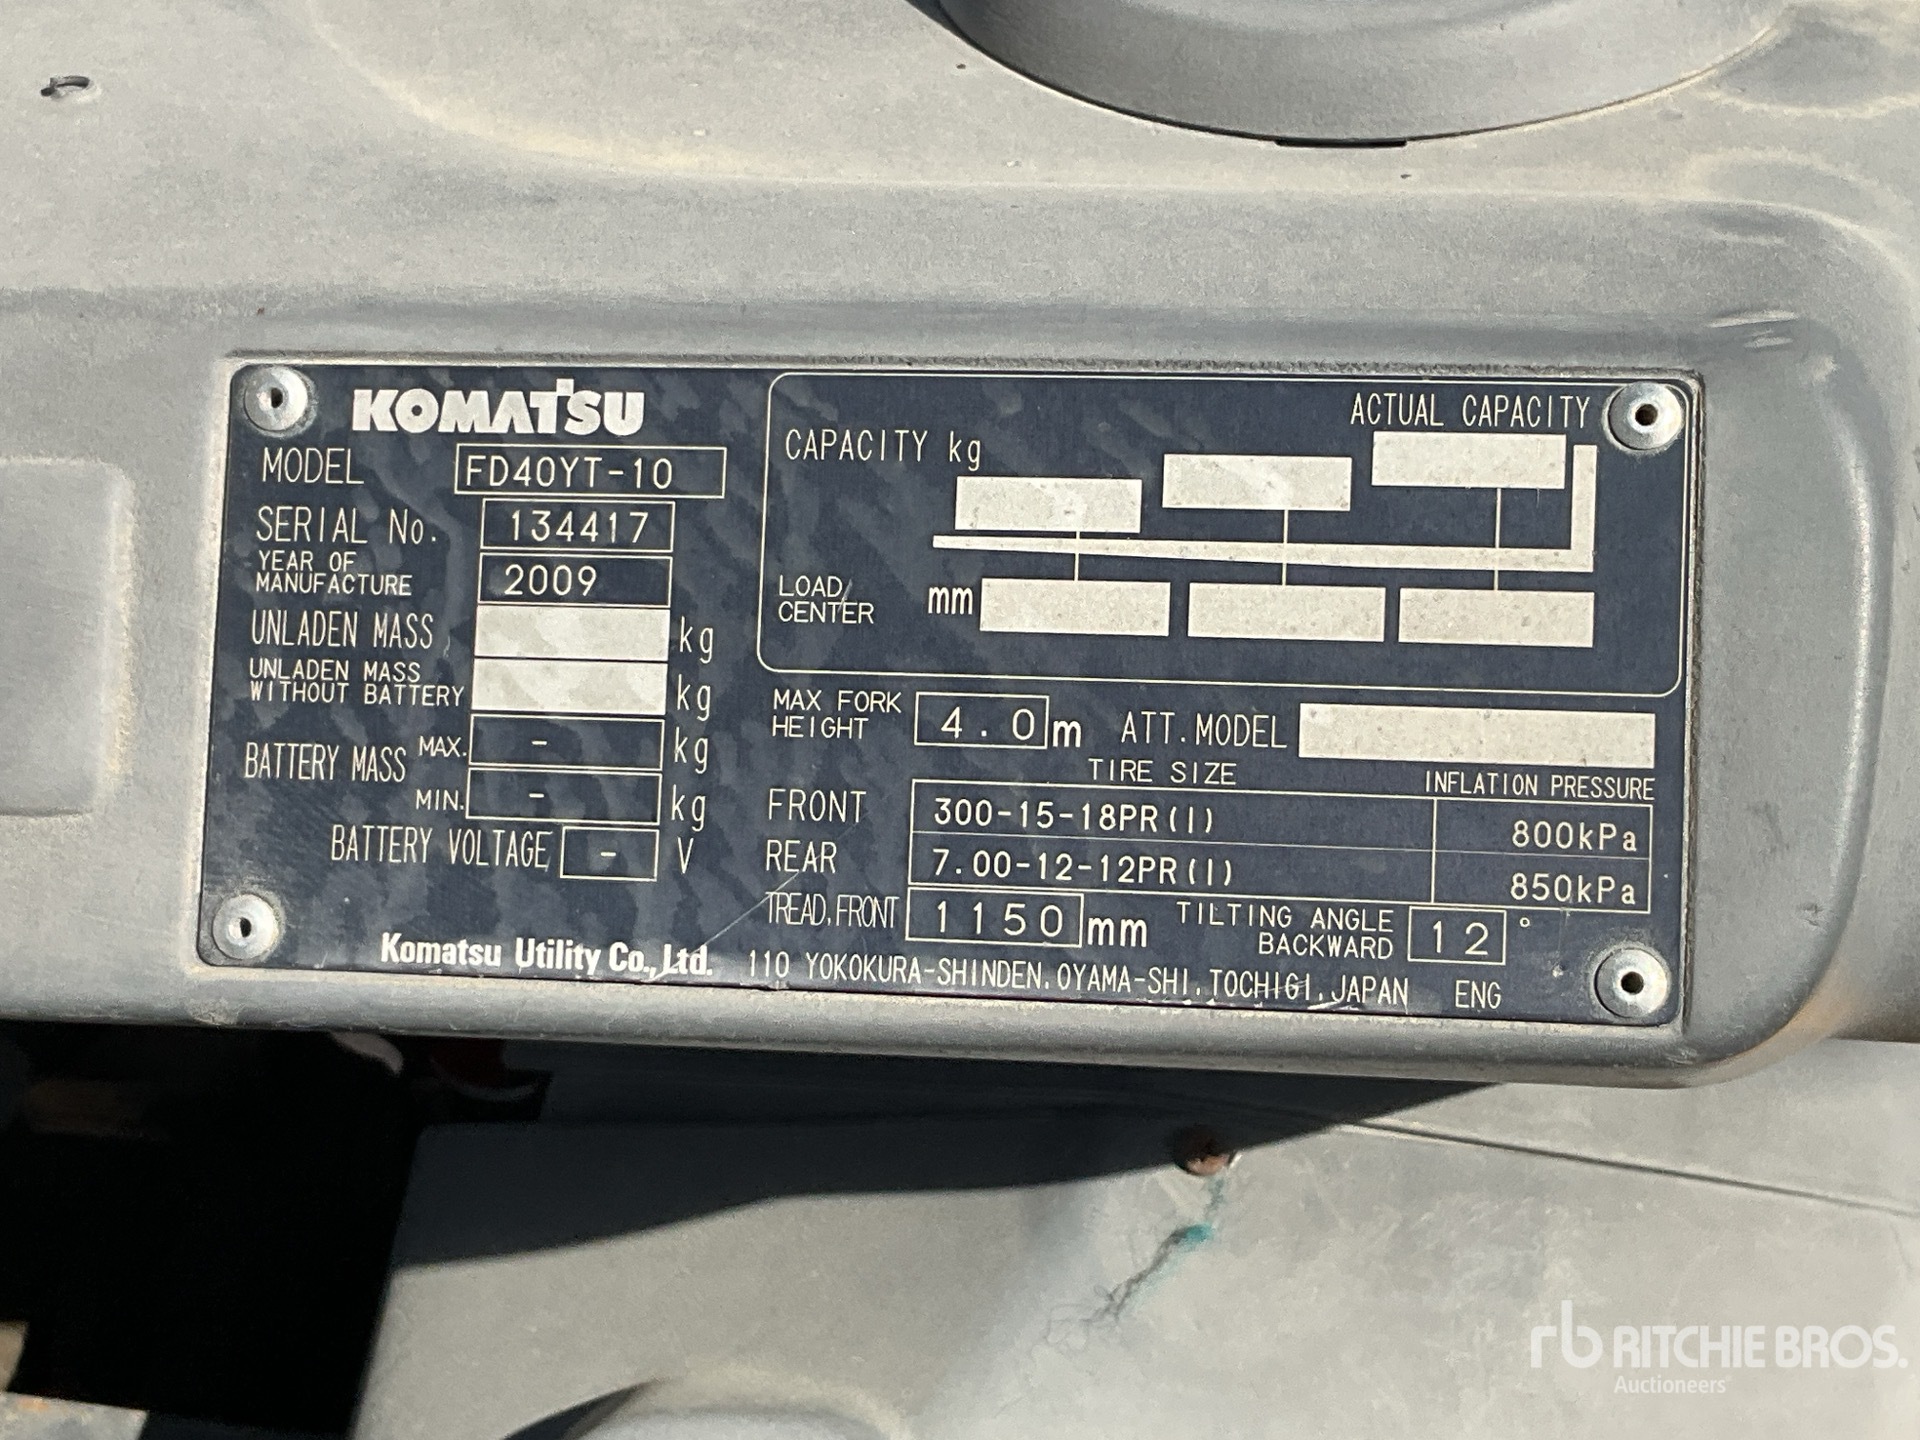 KOMATSU
MODEL FD40YT-10
SERIAL No. 134417
YEAR OF
MANUFACTURE 2009
UNLADEN MASS kg
UNLADEN MASS
WITHOUT BATTERY kg
BATTERY MASS MAX. - kg
MIN. - kg
BATTERY VOLTAGE - V
ACTUAL CAPACITY
CAPACITY kg
LOAD
CENTER mm
MAX FORK
HEIGHT 4.0 m ATT.MODEL
TIRE SIZE INFLATION PRESSURE
FRONT 300-15-18PR(I) 800kPa
REAR 7.00-12-12PR(I) 850kPa
TREAD,FRONT 1150 mm TILTING ANGLE
BACKWARD 12 °
Komatsu Utility Co.,Ltd. 110 YOKOKURA-SHINDEN.OYAMA-SHI.TOCHIGI.JAPAN ENG
rb RITCHIE BROS.
Auctioneers